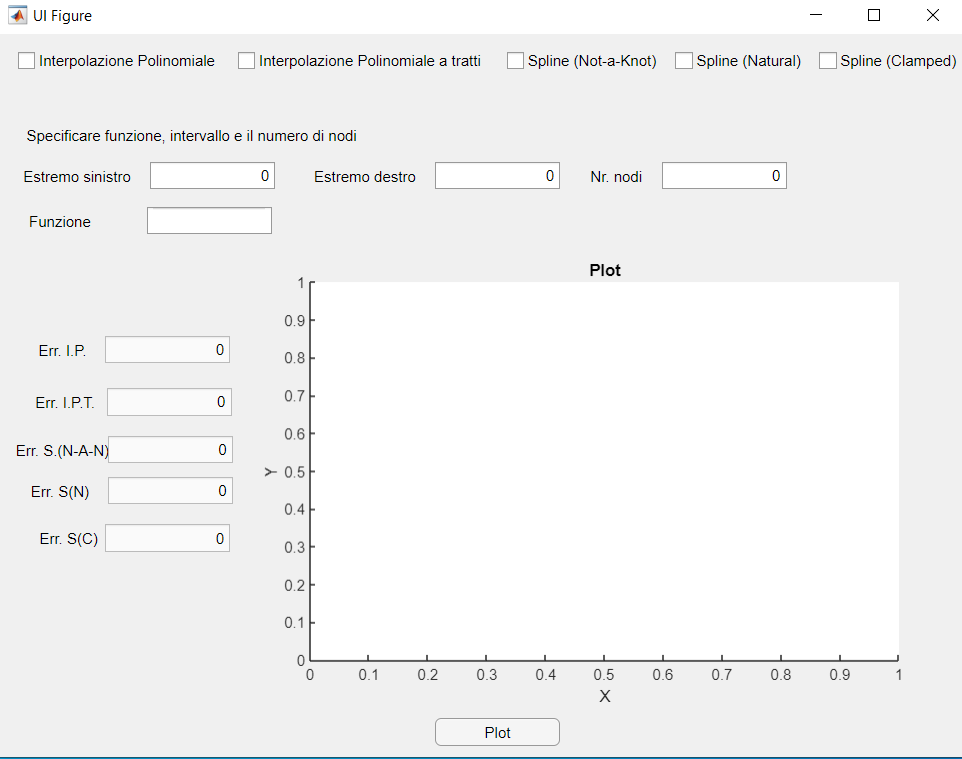 UI Figure
Interpolazione Polinomiale Interpolazione Polinomiale a tratti Spline (Not-a-Knot) Spline (Natural) Spline (Clamped)
Specificare funzione, intervallo e il numero di nodi
Estremo sinistro 0 Estremo destro 0 Nr. nodi 0
Funzione
Plot
1
0.9
0.8
0.7
0.6
0.5
0.4
0.3
0.2
0.1
0
Y
Err. I.P. 0
Err. I.P.T. 0
Err. S.(N-A-N) 0
Err. S(N) 0
Err. S(C) 0
0 0.1 0.2 0.3 0.4 0.5 0.6 0.7 0.8 0.9 1
X
Plot